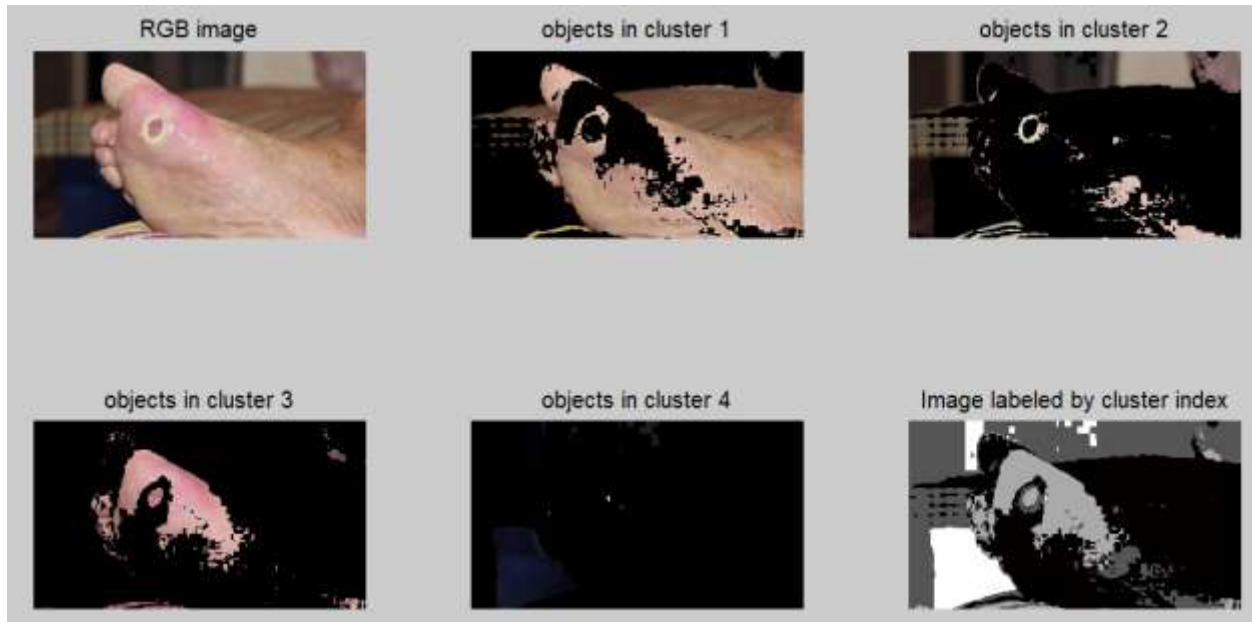 RGB image
objects in cluster 1
objects in cluster 2
objects in cluster 3
objects in cluster 4
Image labeled by cluster index